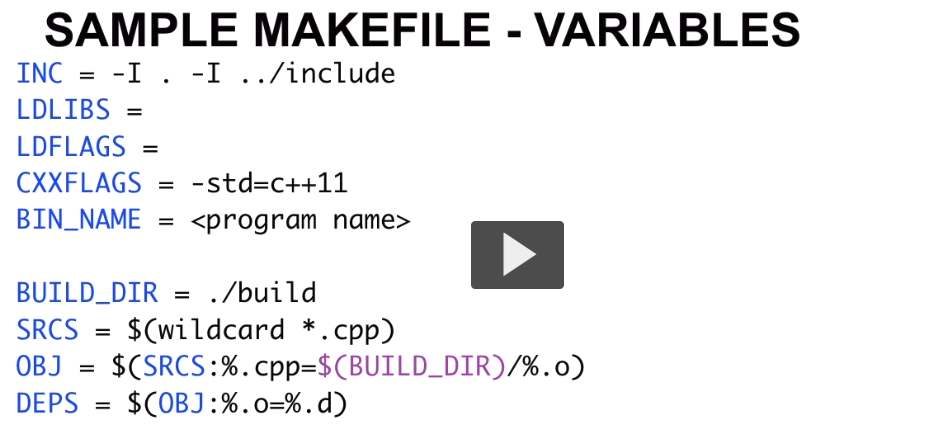 SAMPLE MAKEFILE - VARIABLES
INC = -I . -I ../include
LDLIBS =
LDFLAGS =
CXXFLAGS = -std=c++11
BIN_NAME = <program name>
BUILD_DIR = ./build
SRCS = $(wildcard *.cpp)
OBJ = $(SRCS:%.cpp=$(BUILD_DIR)/%.o)
DEPS = $(OBJ:%.o=%.d)